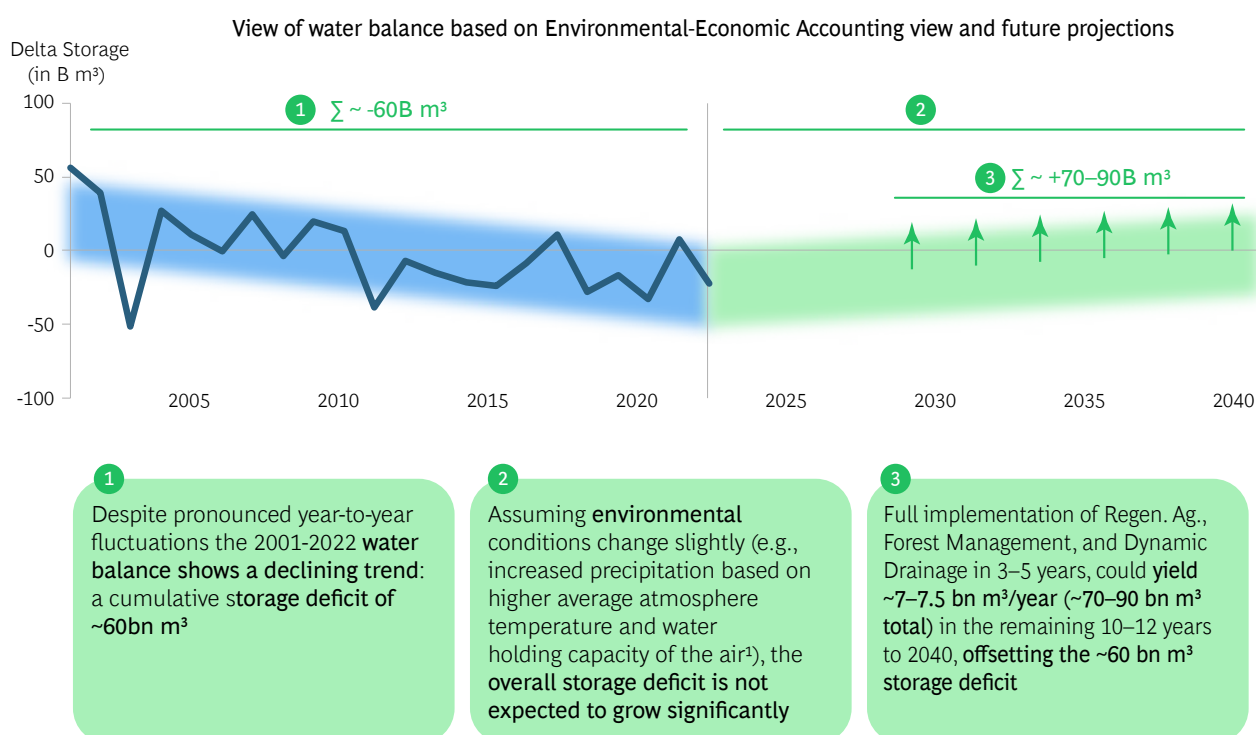 View of water balance based on Environmental-Economic Accounting view and future projections
Delta Storage
(in B m³)
100
50
0
-50
-100
1 ∑ ~ -60B m³
2
3 ∑ ~ +70–90B m³
2005 2010 2015 2020 2025 2030 2035 2040
1
Despite pronounced year-to-year
fluctuations the 2001-2022 water
balance shows a declining trend:
a cumulative storage deficit of
~60bn m³
2
Assuming environmental
conditions change slightly (e.g.,
increased precipitation based on
higher average atmosphere
temperature and water
holding capacity of the air¹), the
overall storage deficit is not
expected to grow significantly
3
Full implementation of Regen. Ag.,
Forest Management, and Dynamic
Drainage in 3–5 years, could yield
~7–7.5 bn m³/year (~70–90 bn m³
total) in the remaining 10–12 years
to 2040, offsetting the ~60 bn m³
storage deficit